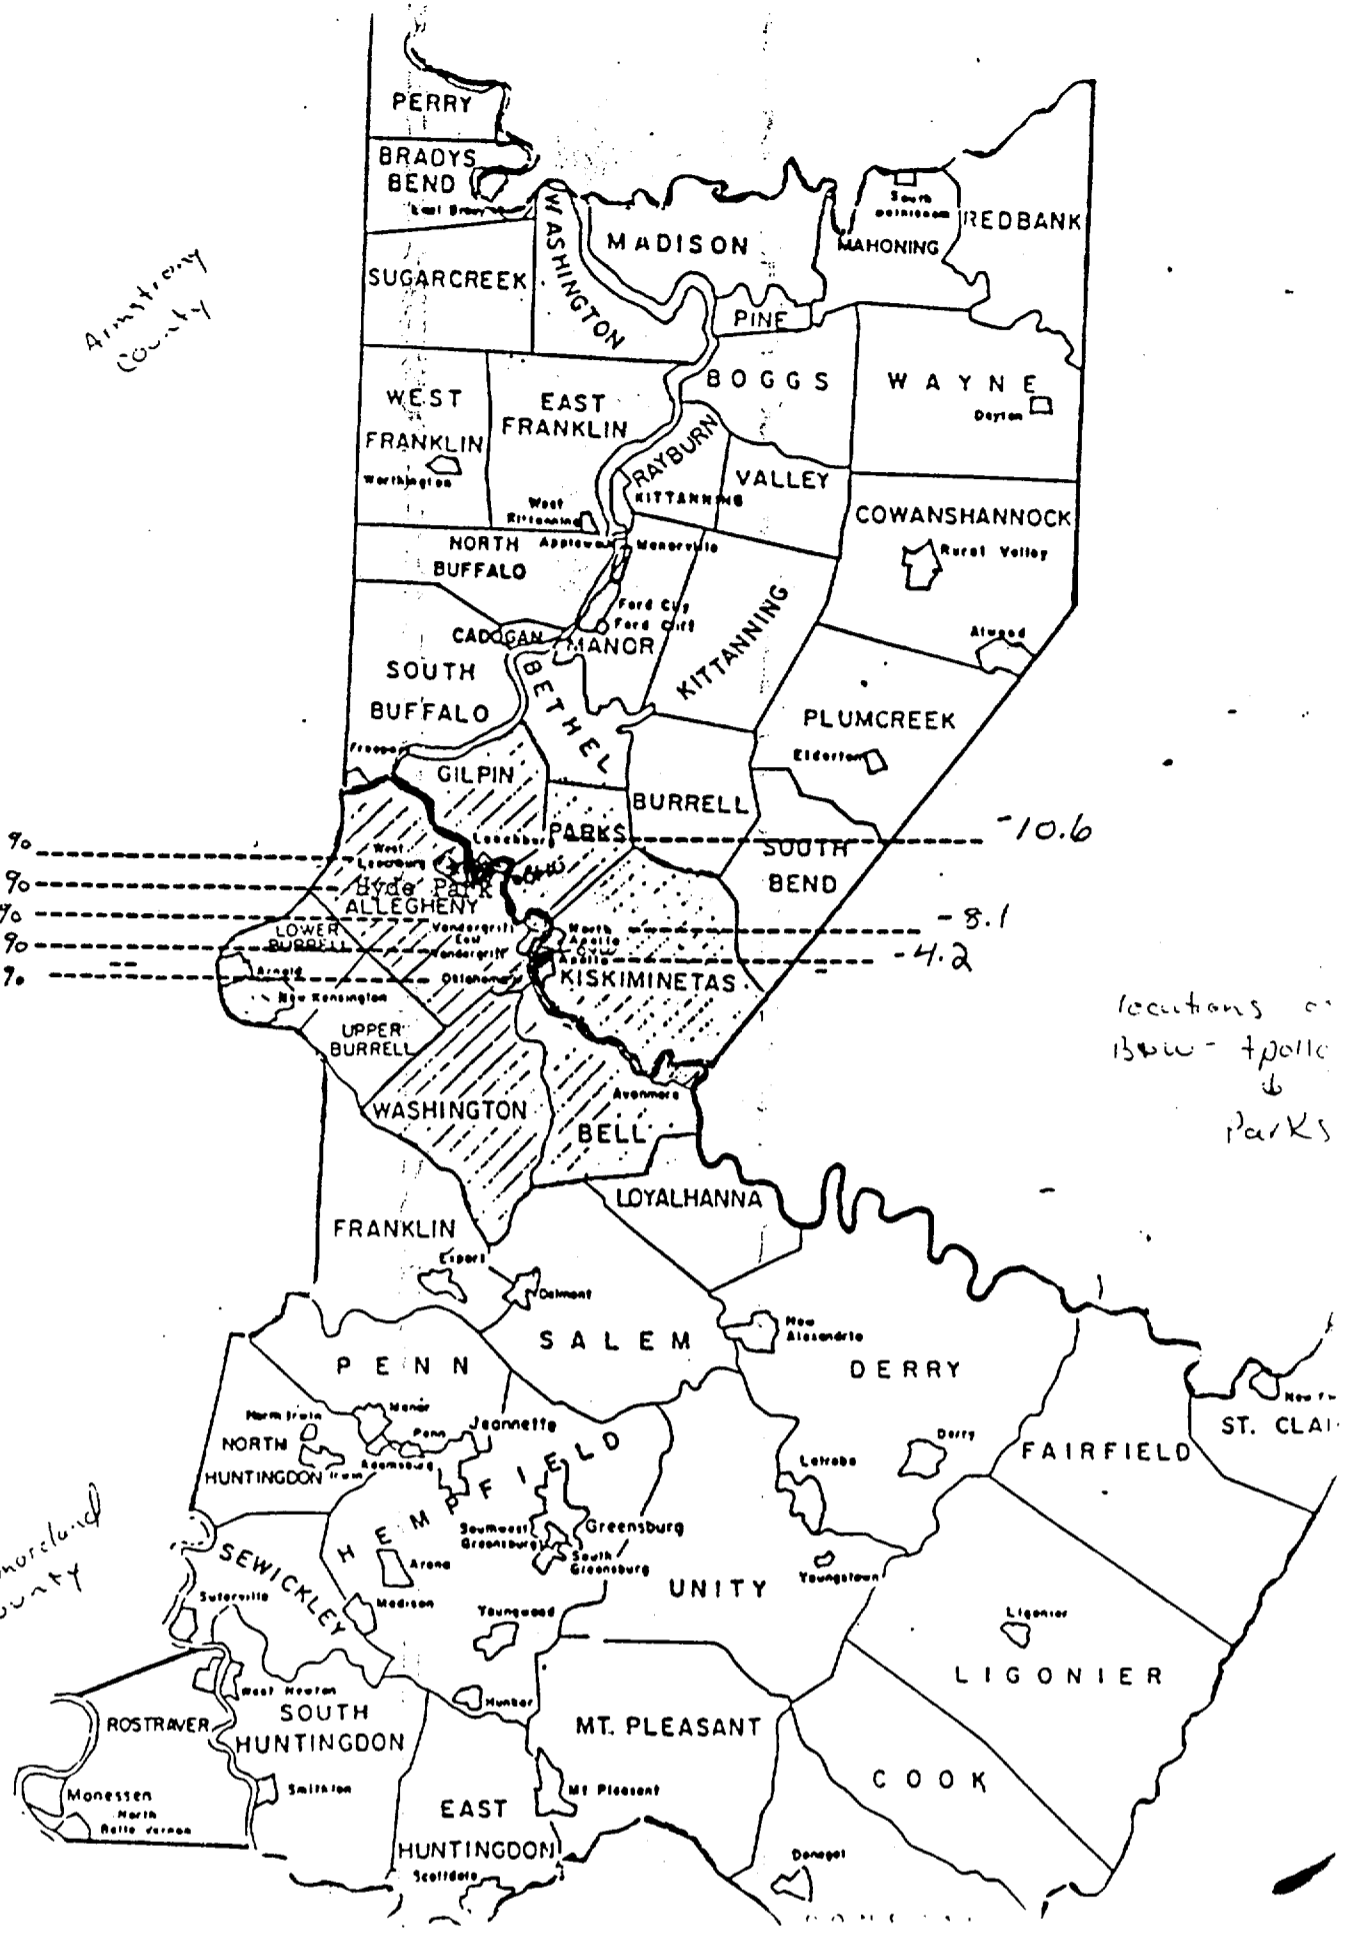 PERRY
BRADYS
BEND
WASHINGTON
MADISON
South
MAHONING
REDBANK
SUGARCREEK
PINE
Armstrong
County
BOGGS
WAYNE
Dayton
WEST
FRANKLIN
Worthington
EAST
FRANKLIN
RAYBURN
KITTANNING
VALLEY
West
Kittanning
COWANSHANNOCK
Rural Valley
NORTH
BUFFALO
Manorville
Ford City
Ford Cliff
CADOGAN
MANOR
KITTANNING
Atwood
SOUTH
BUFFALO
BETHEL
PLUMCREEK
Elderton
GILPIN
BURRELL
PARKS
-10.6
SOUTH
BEND
Leechburg
West
Leechburg
Hyde Park
ALLEGHENY
-8.1
LOWER
BURRELL
Vandergrift
East
Vandergrift
North
Apollo
Apollo
-4.2
Arnold
New Kensington
Oklahoma
KISKIMINETAS
UPPER
BURRELL
locations
Apollo
Parks
WASHINGTON
Avonmore
BELL
LOYALHANNA
FRANKLIN
Export
Delmont
SALEM
New
Alexandria
DERRY
PENN
Manor
Penn
Jeannette
North Irwin
NORTH
HUNTINGDON
Irwin
Adamsburg
HEMPFIELD
Derry
Latrobe
FAIRFIELD
ST. CLAI
Southwest
Greensburg
Greensburg
South
Greensburg
Arona
Madison
SEWICKLEY
Sutersville
Youngwood
UNITY
Youngstown
Ligonier
LIGONIER
County
West Newton
ROSTRAVER
SOUTH
HUNTINGDON
Hunker
MT. PLEASANT
COOK
Monessen
North
Belle Vernon
Smithton
EAST
HUNTINGDON
Mt Pleasant
Scottdale
Donegal